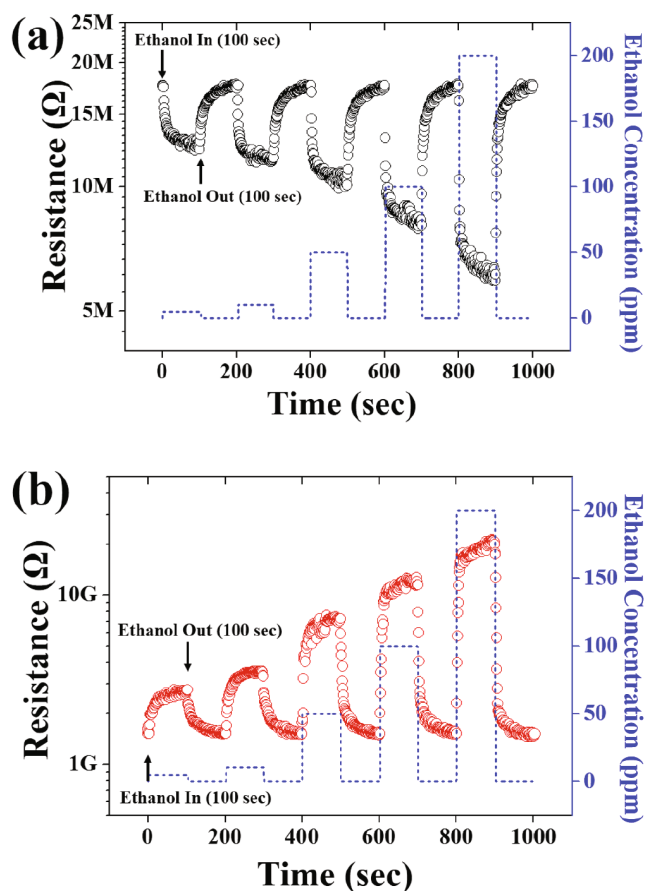 (a)
25M
20M
15M
10M
5M
Resistance (Ω)
Ethanol In (100 sec)
Ethanol Out (100 sec)
200
150
100
50
0
Ethanol Concentration (ppm)
0 200 400 600 800 1000
Time (sec)
(b)
10G
1G
Resistance (Ω)
Ethanol Out (100 sec)
Ethanol In (100 sec)
200
150
100
50
0
Ethanol Concentration (ppm)
0 200 400 600 800 1000
Time (sec)